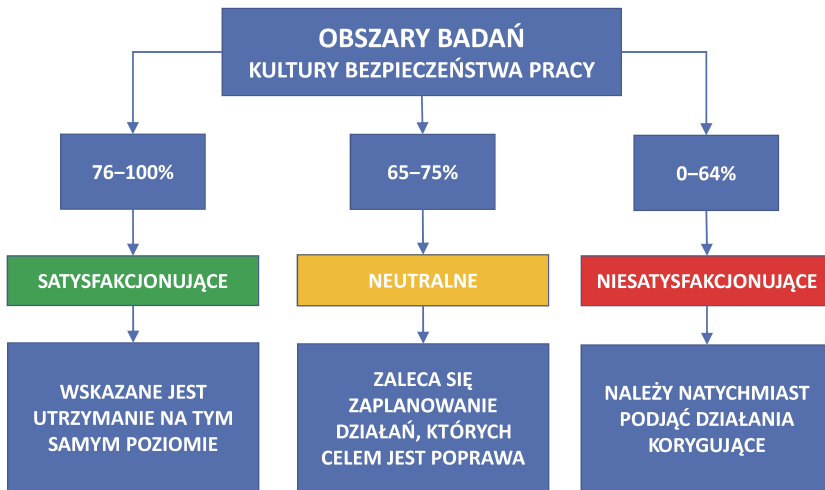 OBSZARY BADAŃ
KULTURY BEZPIECZEŃSTWA PRACY
76–100%
65–75%
0–64%
SATYSFAKCJONUJĄCE
NEUTRALNE
NIESATYSFAKCJONUJĄCE
WSKAZANE JEST
UTRZYMANIE NA TYM
SAMYM POZIOMIE
ZALECA SIĘ
ZAPLANOWANIE
DZIAŁAŃ, KTÓRYCH
CELEM JEST POPRAWA
NALEŻY NATYCHMIAST
PODJĄĆ DZIAŁANIA
KORYGUJĄCE